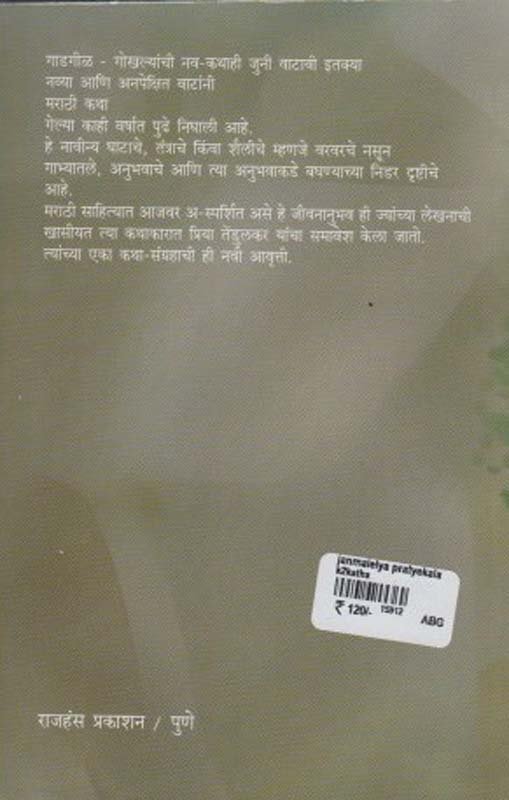 गाडगीळ - गोखल्यांची नव-कथाही जुनी वाटावी इतक्या
नव्या आणि अनपेक्षित वाटांनी
मराठी कथा
गेल्या काही वर्षात पुढे निघाली आहे.
हे नावीन्य घाटाचे, तंत्राचे किंवा शैलीचे म्हणजे वरवरचे नसून
गाभ्यातले, अनुभवाचे आणि त्या अनुभवाकडे बघण्याच्या निडर दृष्टीचे
आहे.
मराठी साहित्यात आजवर अ-स्पर्शित असे हे जीवनानुभव ही ज्यांच्या लेखनाची
खासीयत त्या कथाकारात प्रिया तेंडुलकर यांचा समावेश केला जातो.
त्यांच्या एका कथा-संग्रहाची ही नवी आवृत्ती.
janmalelya pratyekala
k2katha
₹ 120/- 15912 ABG
राजहंस प्रकाशन / पुणे